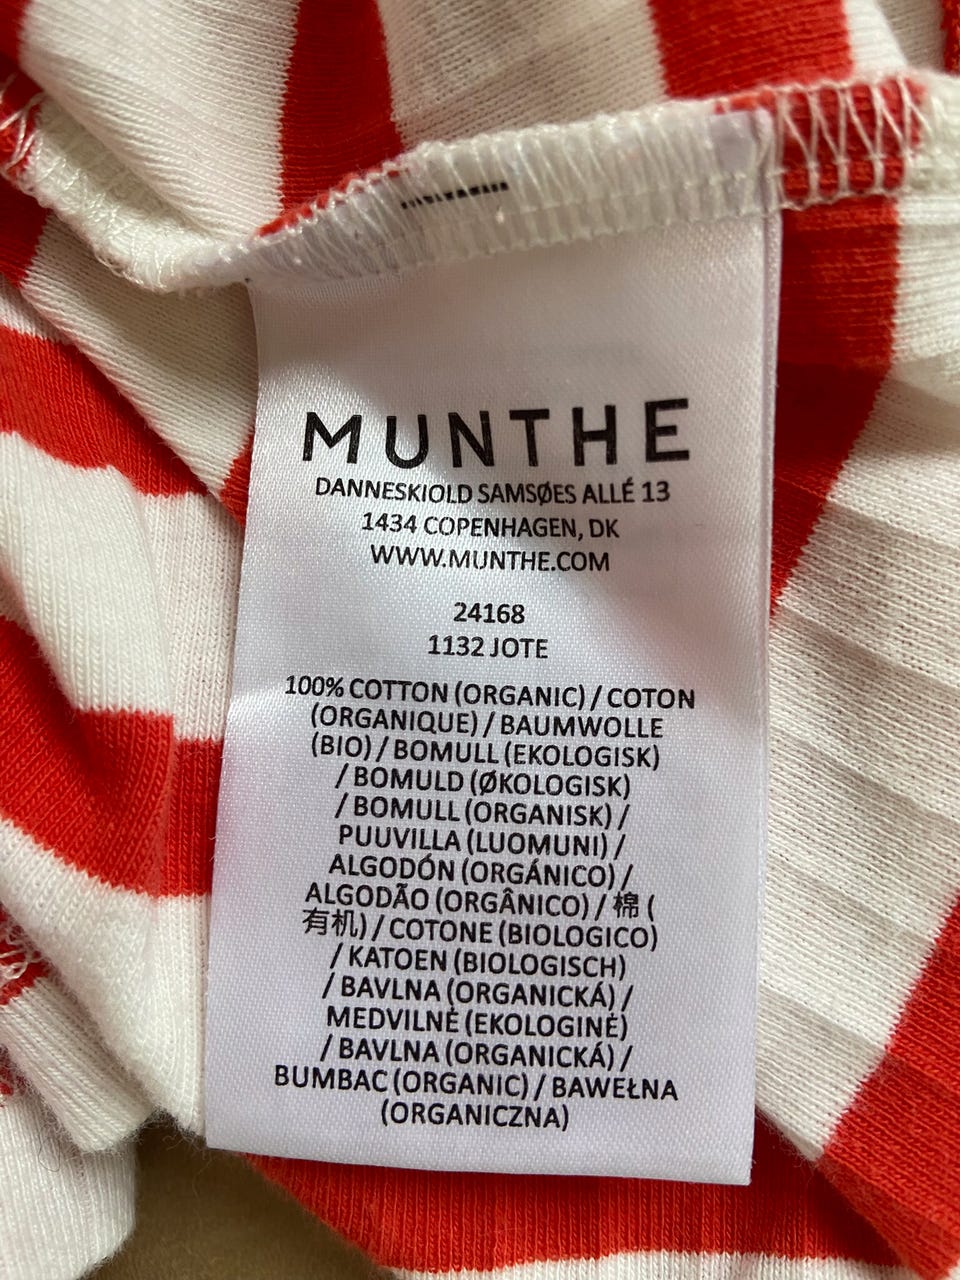 MUNTHE
DANNESKIOLD SAMSØES ALLÉ 13
1434 COPENHAGEN, DK
WWW.MUNTHE.COM
24168
1132 JOTE
100% COTTON (ORGANIC) / COTON
(ORGANIQUE) / BAUMWOLLE
(BIO) / BOMULL (EKOLOGISK)
/ BOMULD (ØKOLOGISK)
/ BOMULL (ORGANISK) /
PUUVILLA (LUOMUNI) /
ALGODÓN (ORGÁNICO) /
ALGODÃO (ORGÂNICO) / 棉 (
有机) / COTONE (BIOLOGICO)
/ KATOEN (BIOLOGISCH)
/ BAVLNA (ORGANICKÁ) /
MEDVILNĖ (EKOLOGINĖ)
/ BAVLNA (ORGANICKÁ) /
BUMBAC (ORGANIC) / BAWEŁNA
(ORGANICZNA)